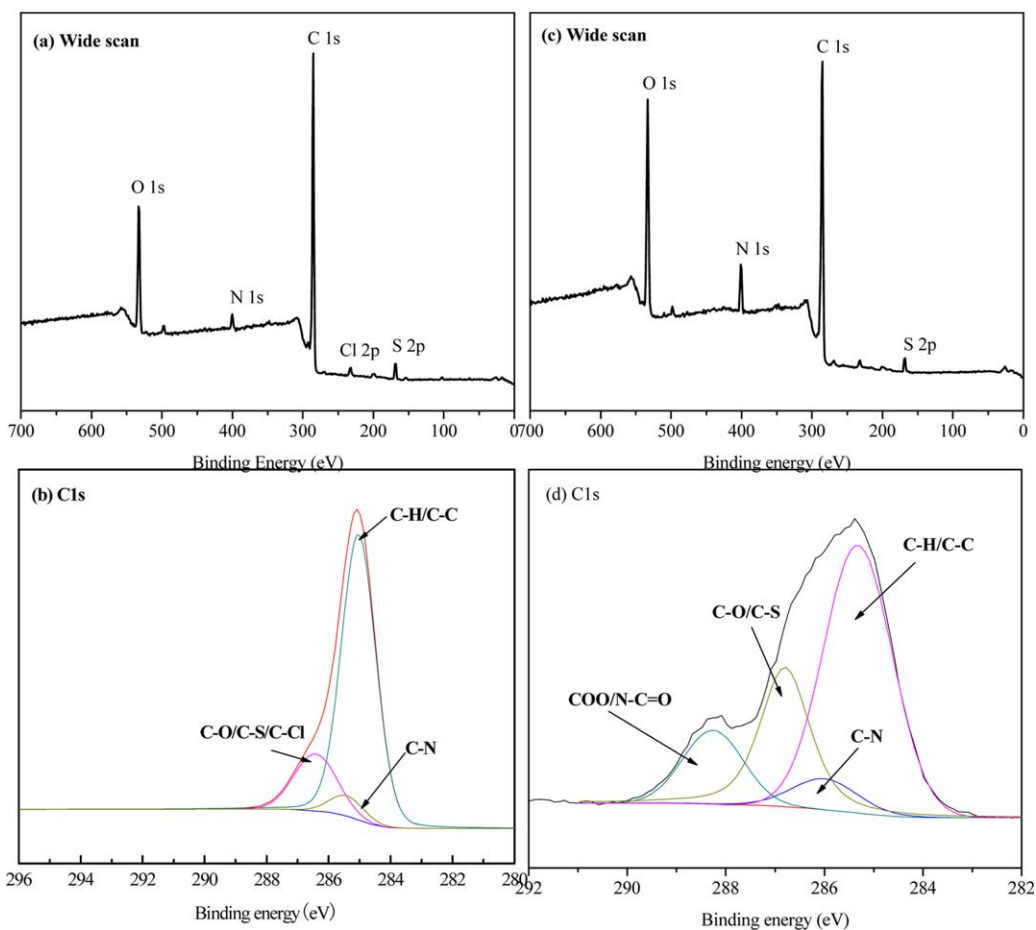 (a) Wide scan
C 1s
O 1s
N 1s
Cl 2p
S 2p
700 600 500 400 300 200 100 0
Binding Energy (eV)
(c) Wide scan
C 1s
O 1s
N 1s
S 2p
700 600 500 400 300 200 100 0
Binding energy (eV)
(b) C1s
C-H/C-C
C-O/C-S/C-Cl
C-N
296 294 292 290 288 286 284 282 280
Binding energy (eV)
(d) C1s
C-H/C-C
C-O/C-S
COO/N-C=O
C-N
292 290 288 286 284 282
Binding energy (eV)